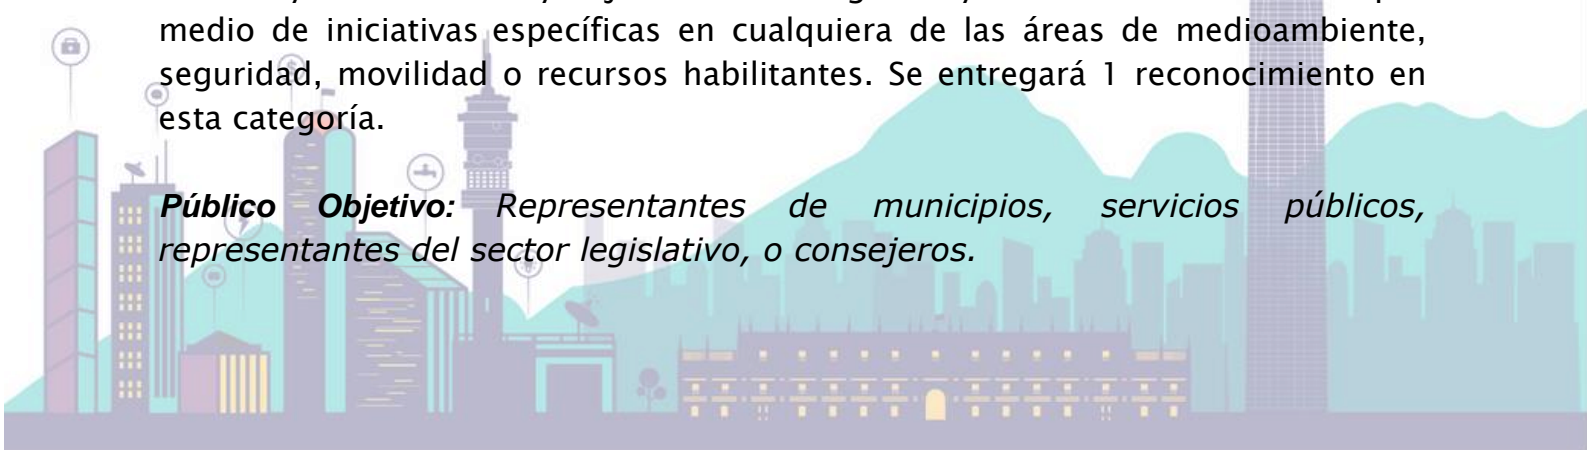 medio de iniciativas específicas en cualquiera de las áreas de medioambiente,
seguridad, movilidad o recursos habilitantes. Se entregará 1 reconocimiento en
esta categoría.
Público Objetivo: Representantes de municipios, servicios públicos,
representantes del sector legislativo, o consejeros.